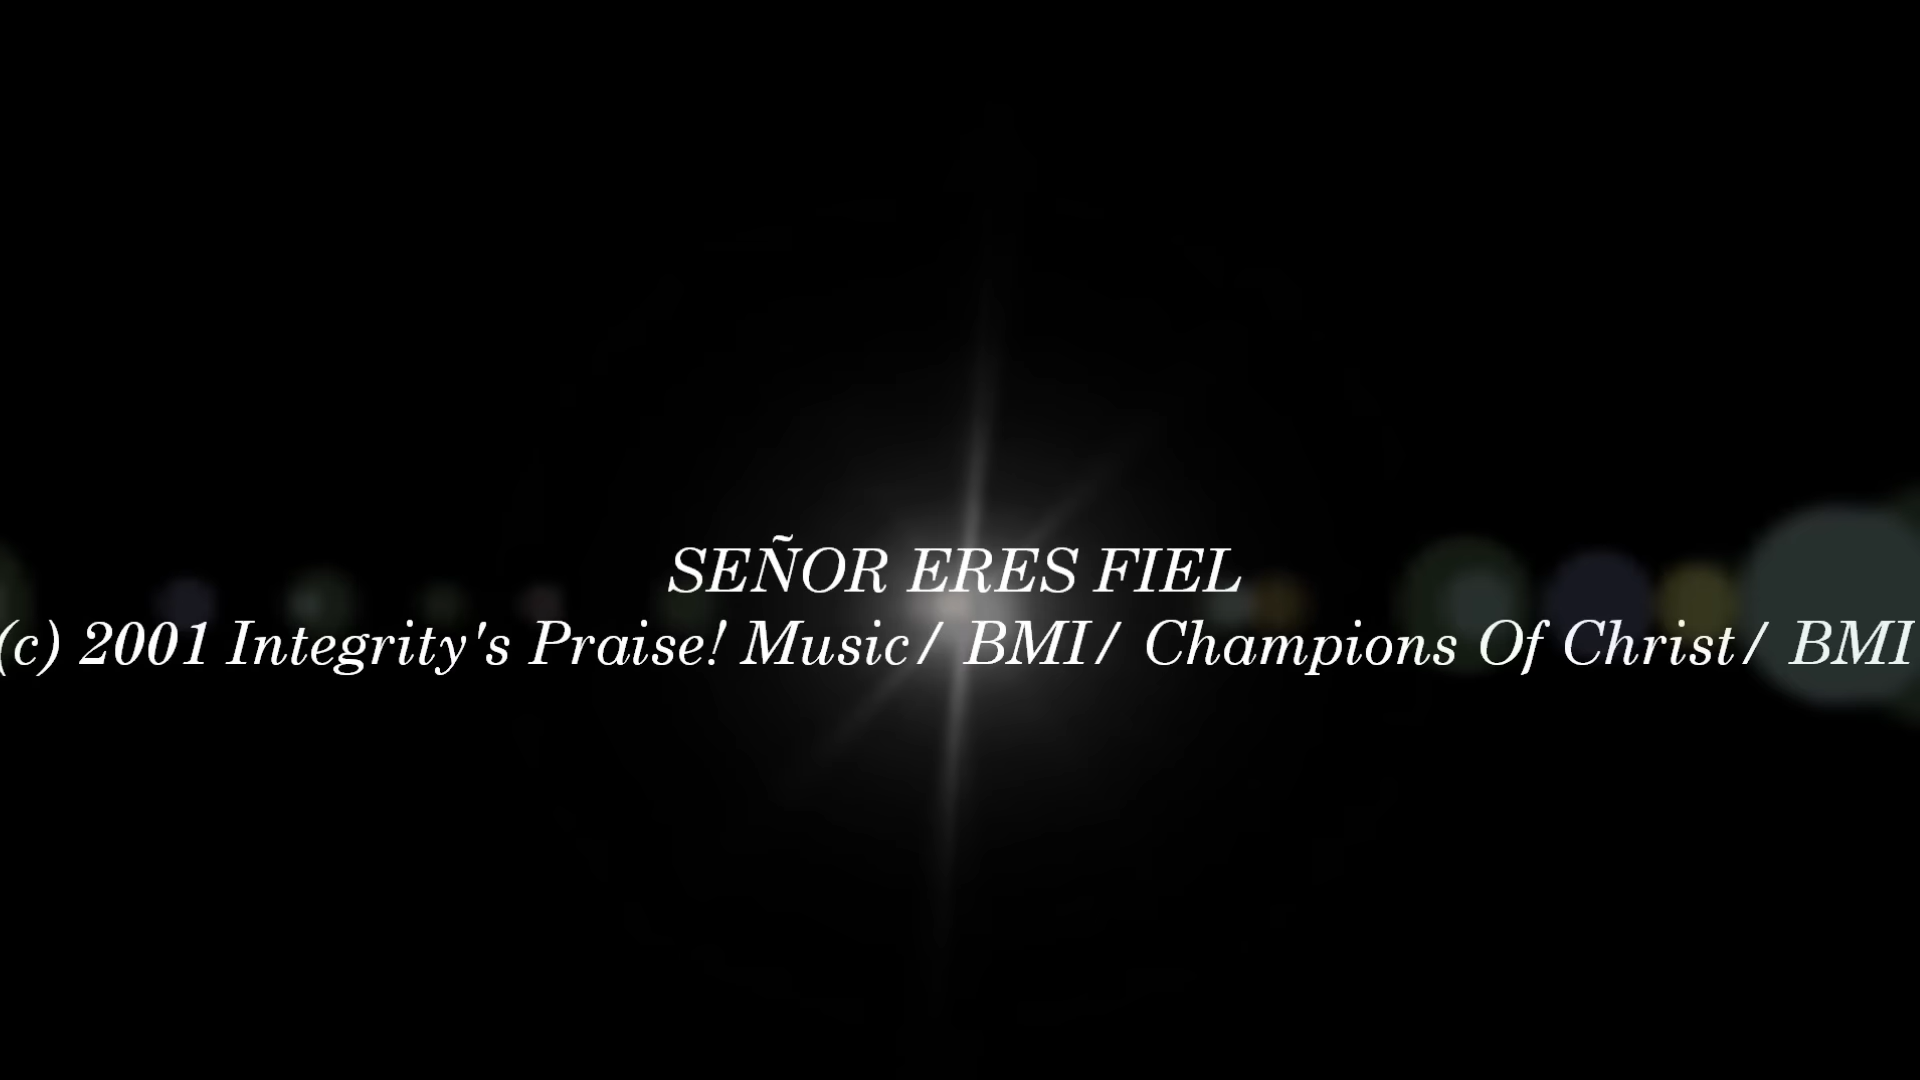 SEÑOR ERES FIEL
(c) 2001 Integrity's Praise! Music/ BMI/ Champions Of Christ/ BMI